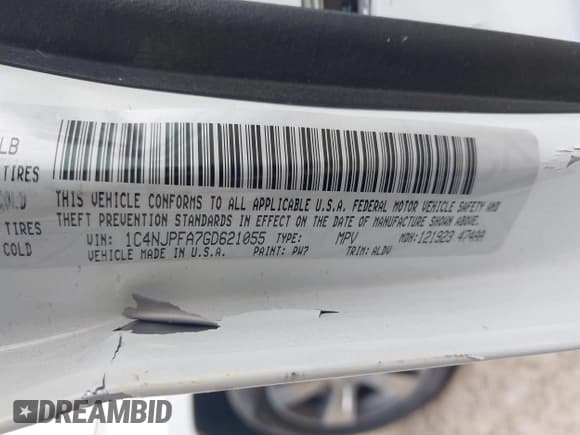 LB
TIRES
TIRES
COLD
THIS VEHICLE CONFORMS TO ALL APPLICABLE U.S.A. FEDERAL MOTOR VEHICLE SAFETY AND
THEFT PREVENTION STANDARDS IN EFFECT ON THE DATE OF MANUFACTURE SHOWN ABOVE.
VIN: 1C4NJPFA7GD621055 TYPE: MPV MDH: 121923 474AA
VEHICLE MADE IN U.S.A. PAINT: PW7 TRIM: ALDV
DREAMBID